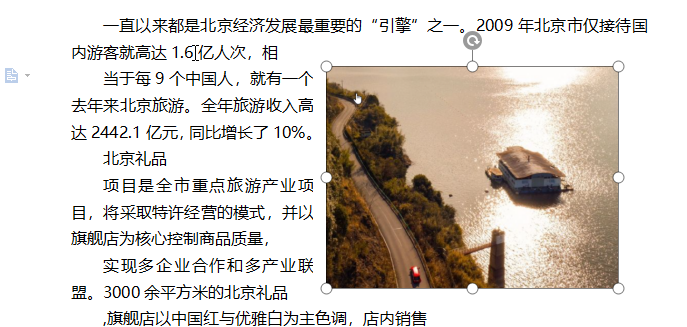 一直以来都是北京经济发展最重要的“引擎”之一。2009 年北京市仅接待国
内游客就高达 1.6 亿人次，相
当于每 9 个中国人，就有一个
去年来北京旅游。全年旅游收入高
达 2442.1 亿元, 同比增长了 10%。
北京礼品
项目是全市重点旅游产业项
目，将采取特许经营的模式，并以
旗舰店为核心控制商品质量,
实现多企业合作和多产业联
盟。3000 余平方米的北京礼品
,旗舰店以中国红与优雅白为主色调，店内销售